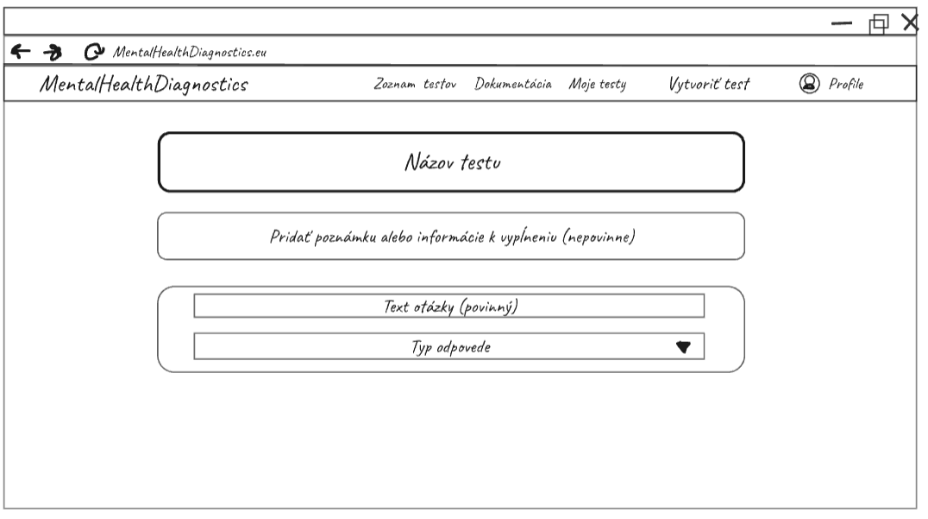 MentalHealthDiagnostics.eu
MentalHealthDiagnostics Zoznam testov Dokumentácia Moje testy Vytvoriť test Profile
Názov testu
Pridať poznámku alebo informácie k vypĺneniu (nepovinne)
Text otázky (povinný)
Typ odpovede